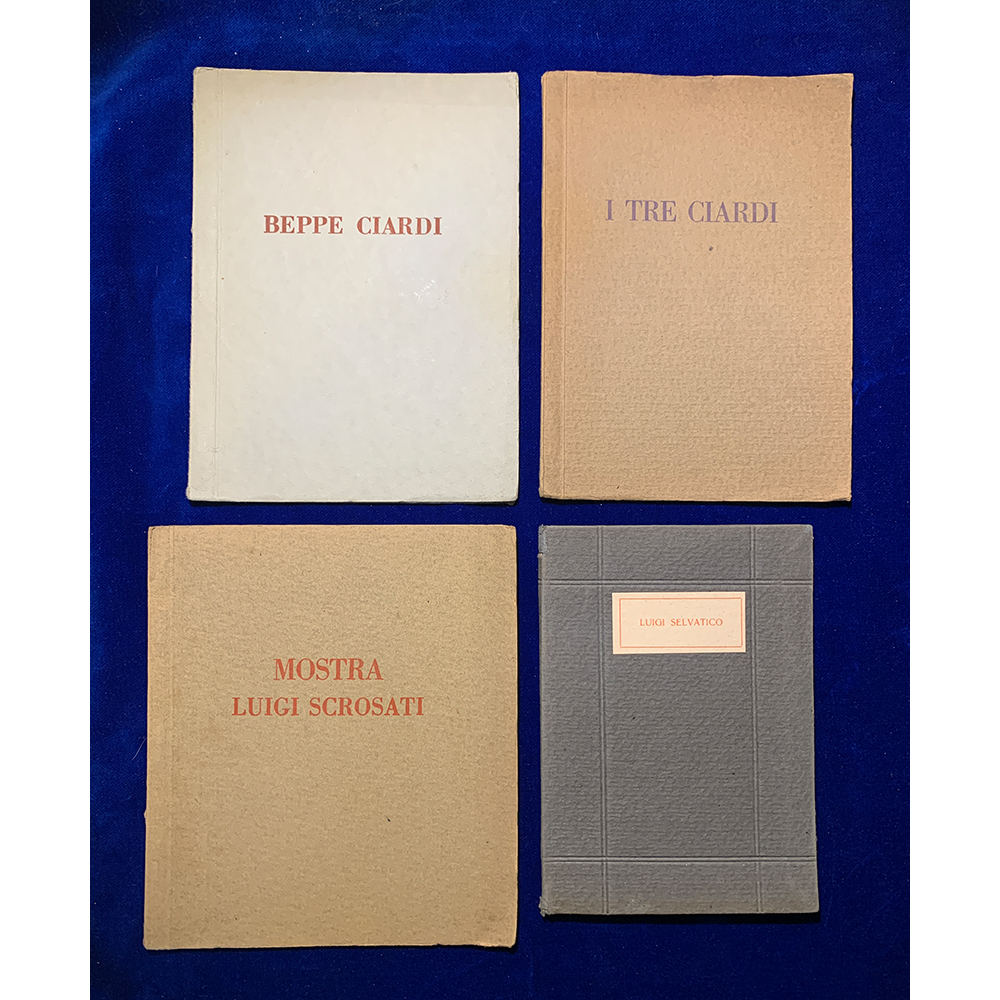 BEPPE CIARDI
I TRE CIARDI
MOSTRA
LUIGI SCROSATI
LUIGI SELVATICO